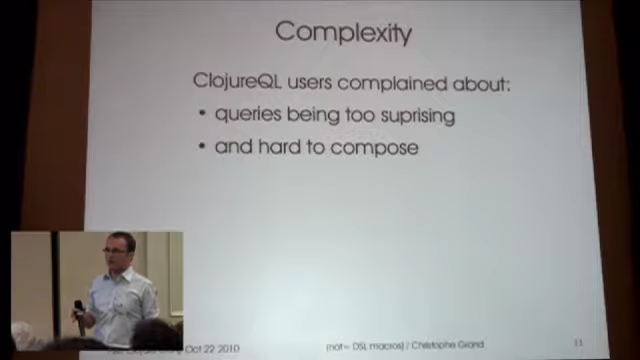 Complexity
ClojureQL users complained about:
• queries being too suprising
• and hard to compose
Oct 22 2010
(not= DSL macros) / Christophe Grand